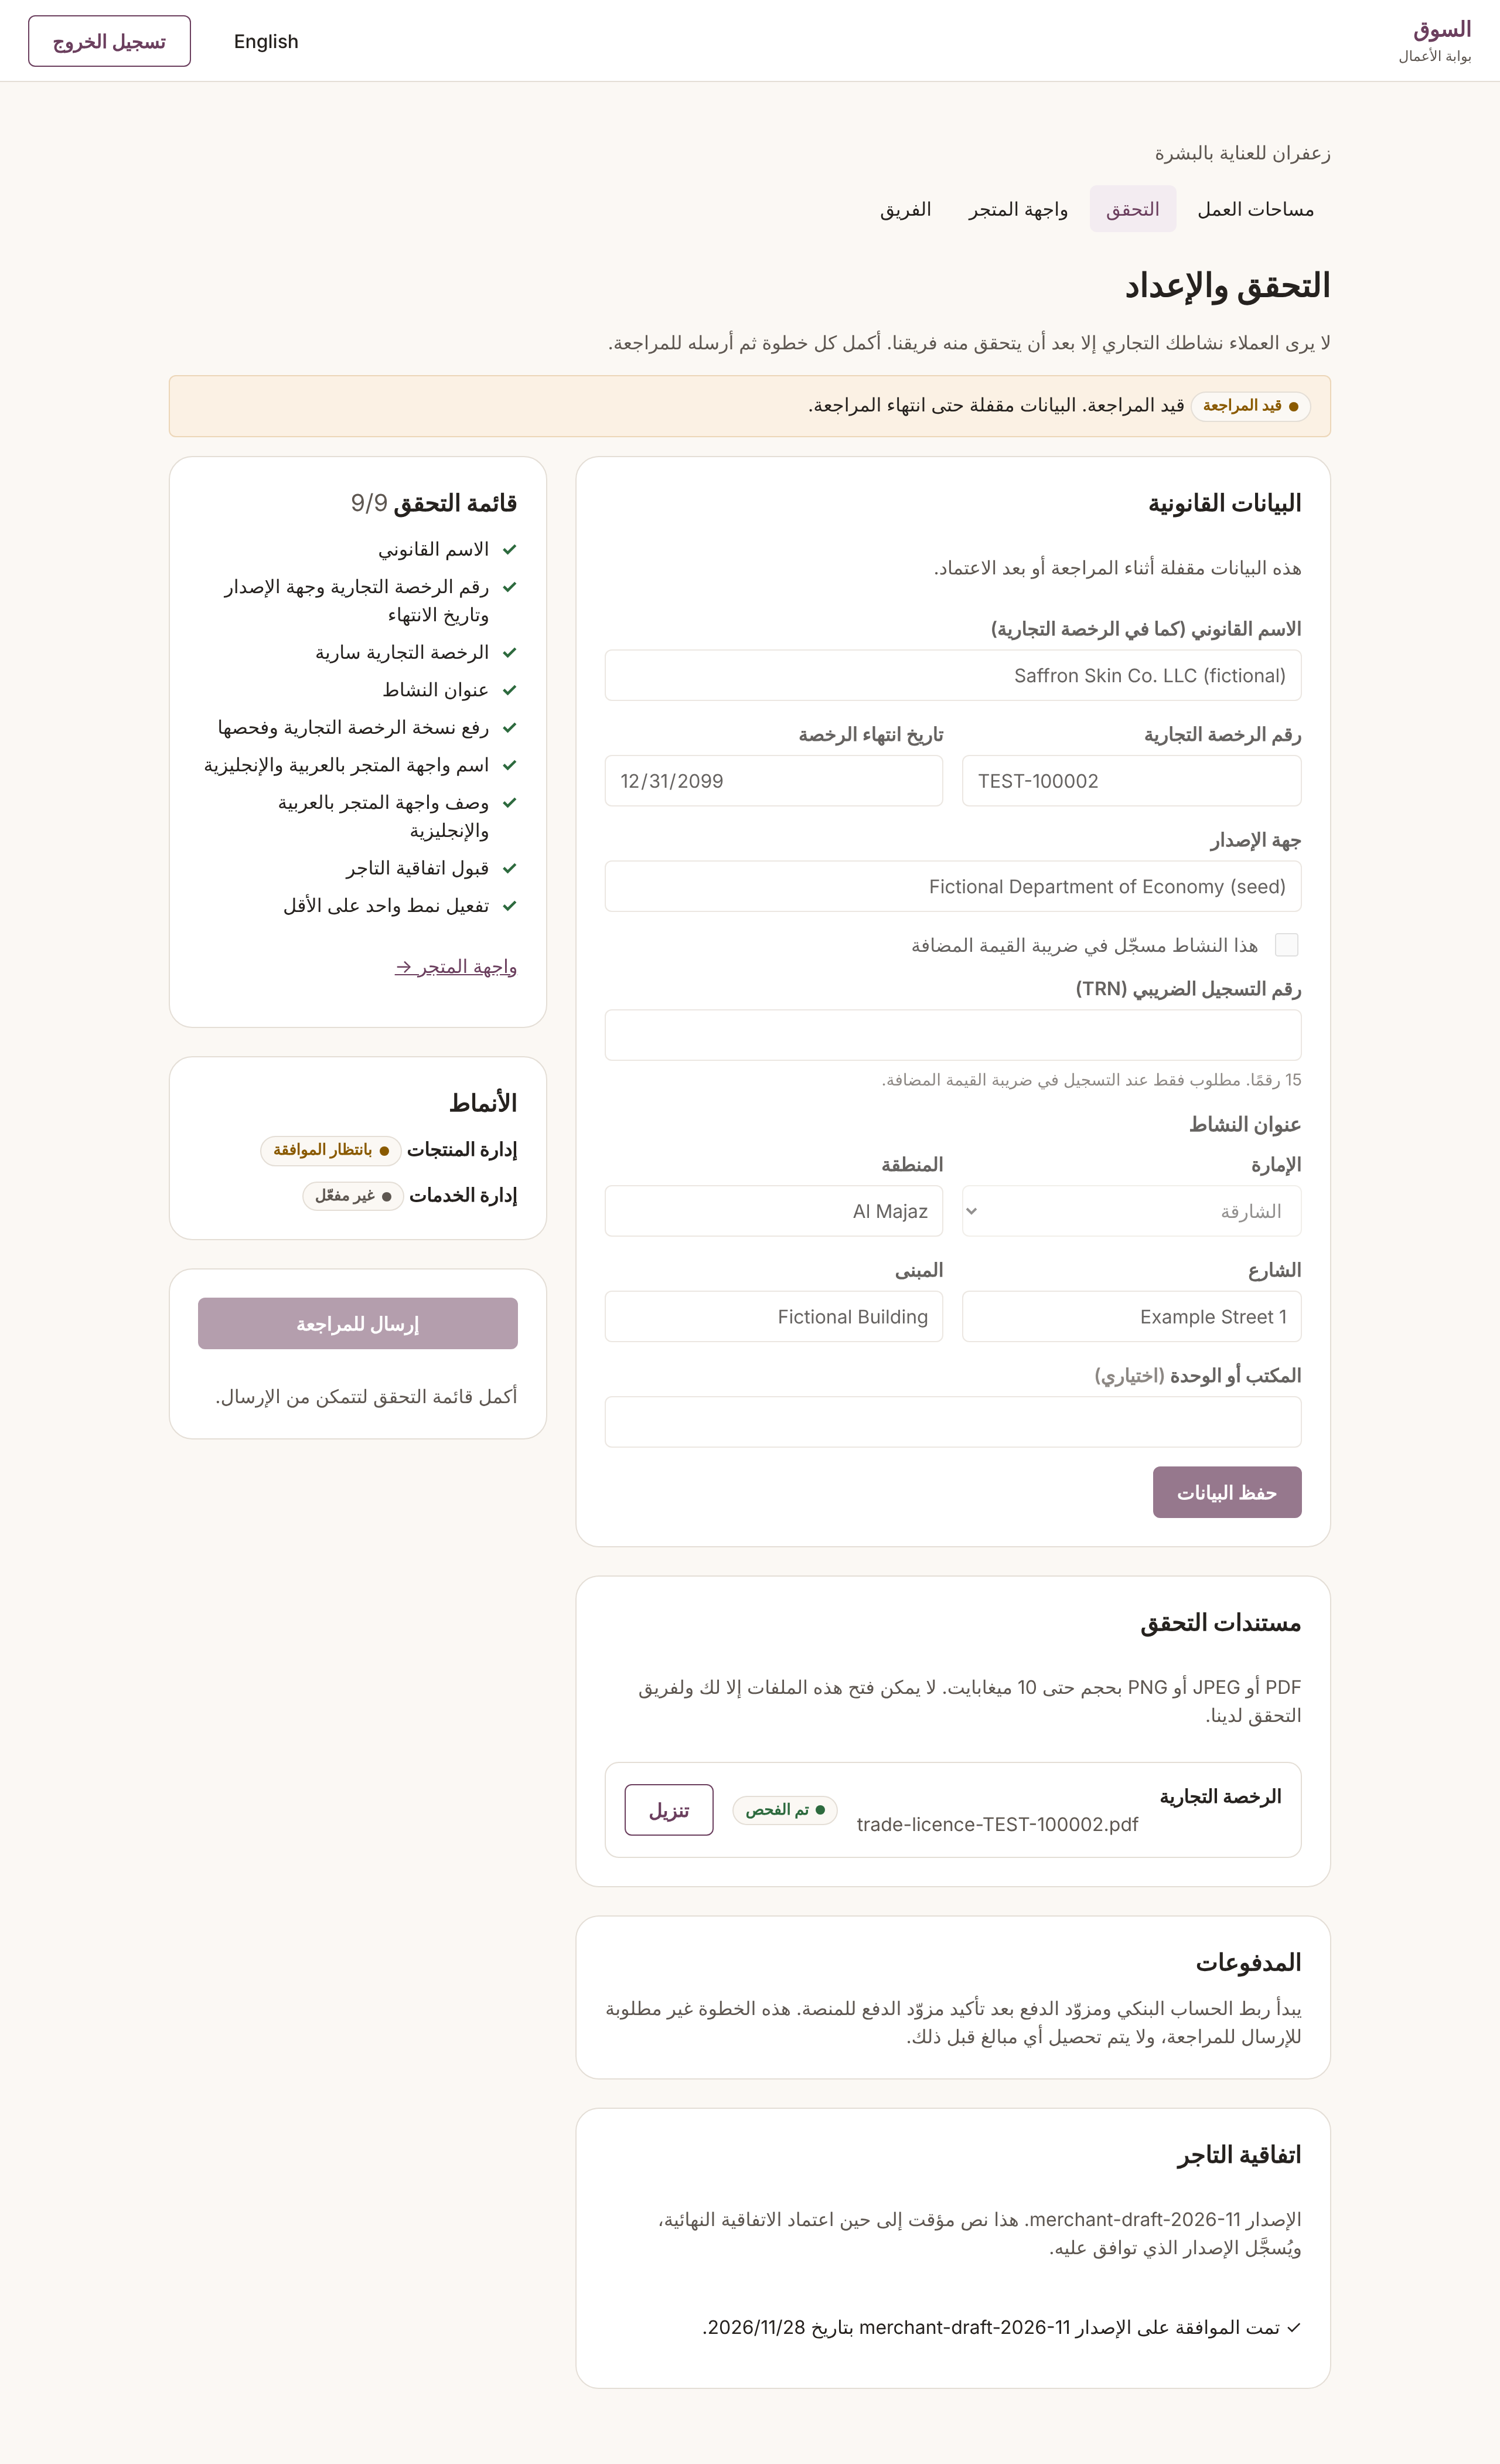 السوق
بوابة الأعمال
English
تسجيل الخروج
زعفران للعناية بالبشرة
مساحات العمل
التحقق
واجهة المتجر
الفريق
التحقق والإعداد
لا يرى العملاء نشاطك التجاري إلا بعد أن يتحقق منه فريقنا. أكمل كل خطوة ثم أرسله للمراجعة.
قيد المراجعة قيد المراجعة. البيانات مقفلة حتى انتهاء المراجعة.
البيانات القانونية
هذه البيانات مقفلة أثناء المراجعة أو بعد الاعتماد.
الاسم القانوني (كما في الرخصة التجارية)
Saffron Skin Co. LLC (fictional)
رقم الرخصة التجارية
TEST-100002
تاريخ انتهاء الرخصة
12/31/2099
جهة الإصدار
Fictional Department of Economy (seed)
هذا النشاط مسجّل في ضريبة القيمة المضافة
رقم التسجيل الضريبي (TRN)
15 رقمًا. مطلوب فقط عند التسجيل في ضريبة القيمة المضافة.
عنوان النشاط
الإمارة
الشارقة
المنطقة
Al Majaz
الشارع
Example Street 1
المبنى
Fictional Building
المكتب أو الوحدة (اختياري)
حفظ البيانات
مستندات التحقق
PDF أو JPEG أو PNG بحجم حتى 10 ميغابايت. لا يمكن فتح هذه الملفات إلا لك ولفريق
التحقق لدينا.
الرخصة التجارية
trade-licence-TEST-100002.pdf
تم الفحص
تنزيل
المدفوعات
يبدأ ربط الحساب البنكي ومزوّد الدفع بعد تأكيد مزوّد الدفع للمنصة. هذه الخطوة غير مطلوبة
للإرسال للمراجعة، ولا يتم تحصيل أي مبالغ قبل ذلك.
اتفاقية التاجر
الإصدار merchant-draft-2026-11. هذا نص مؤقت إلى حين اعتماد الاتفاقية النهائية،
ويُسجَّل الإصدار الذي توافق عليه.
✓ تمت الموافقة على الإصدار merchant-draft-2026-11 بتاريخ 2026/11/28.
قائمة التحقق 9/9
✓ الاسم القانوني
✓ رقم الرخصة التجارية وجهة الإصدار
وتاريخ الانتهاء
✓ الرخصة التجارية سارية
✓ عنوان النشاط
✓ رفع نسخة الرخصة التجارية وفحصها
✓ اسم واجهة المتجر بالعربية والإنجليزية
✓ وصف واجهة المتجر بالعربية
والإنجليزية
✓ قبول اتفاقية التاجر
✓ تفعيل نمط واحد على الأقل
واجهة المتجر →
الأنماط
إدارة المنتجات بانتظار الموافقة
إدارة الخدمات غير مفعّل
إرسال للمراجعة
أكمل قائمة التحقق لتتمكن من الإرسال.